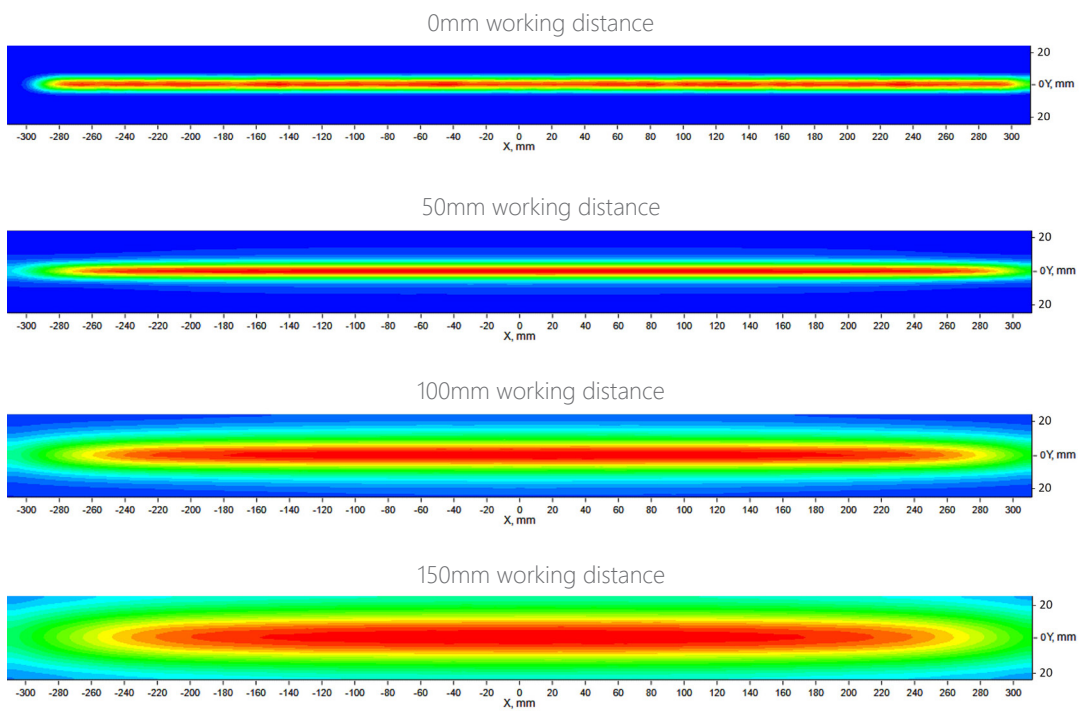 0mm working distance
20
0Y, mm
20
-300 -280 -260 -240 -220 -200 -180 -160 -140 -120 -100 -80 -60 -40 -20 0 20 40 60 80 100 120 140 160 180 200 220 240 260 280 300
X, mm
50mm working distance
20
0Y, mm
20
-300 -280 -260 -240 -220 -200 -180 -160 -140 -120 -100 -80 -60 -40 -20 0 20 40 60 80 100 120 140 160 180 200 220 240 260 280 300
X, mm
100mm working distance
20
0Y, mm
20
-300 -280 -260 -240 -220 -200 -180 -160 -140 -120 -100 -80 -60 -40 -20 0 20 40 60 80 100 120 140 160 180 200 220 240 260 280 300
X, mm
150mm working distance
20
0Y, mm
20
-300 -280 -260 -240 -220 -200 -180 -160 -140 -120 -100 -80 -60 -40 -20 0 20 40 60 80 100 120 140 160 180 200 220 240 260 280 300
X, mm